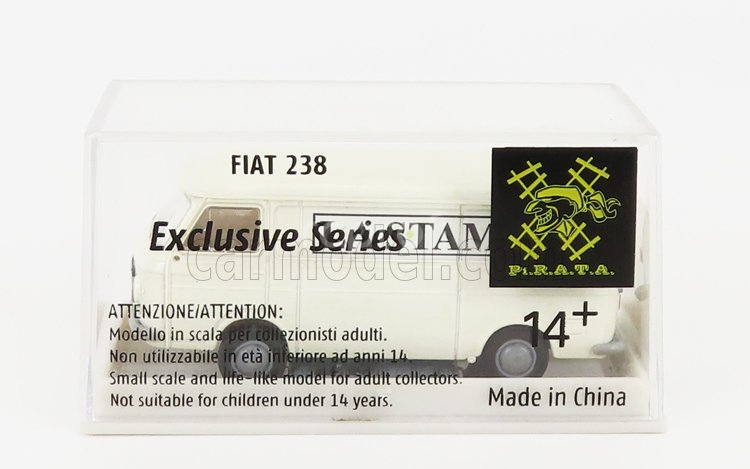 FIAT 238
Exclusive Series
LA STAM
carmodel.com
Pi.R.A.T.A.
14+
ATTENZIONE/ATTENTION:
Modello in scala per collezionisti adulti.
Non utilizzabile in età inferiore ad anni 14.
Small scale and life-like model for adult collectors.
Not suitable for children under 14 years.
Made in China